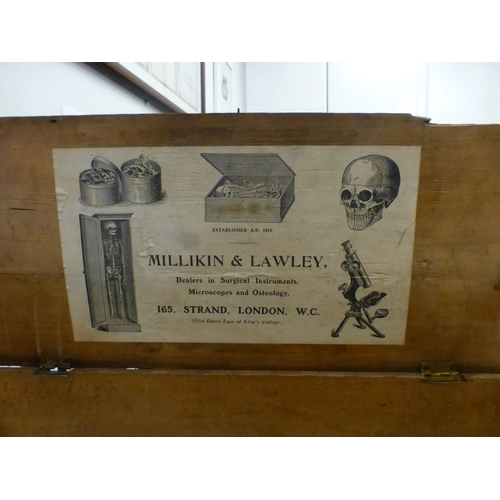 ESTABLISHED A.D. 1825.
MILLIKIN & LAWLEY,
Dealers in Surgical Instruments,
Microscopes and Osteology.
165, STRAND, LONDON, W.C.
(Five Doors East of King's College.)